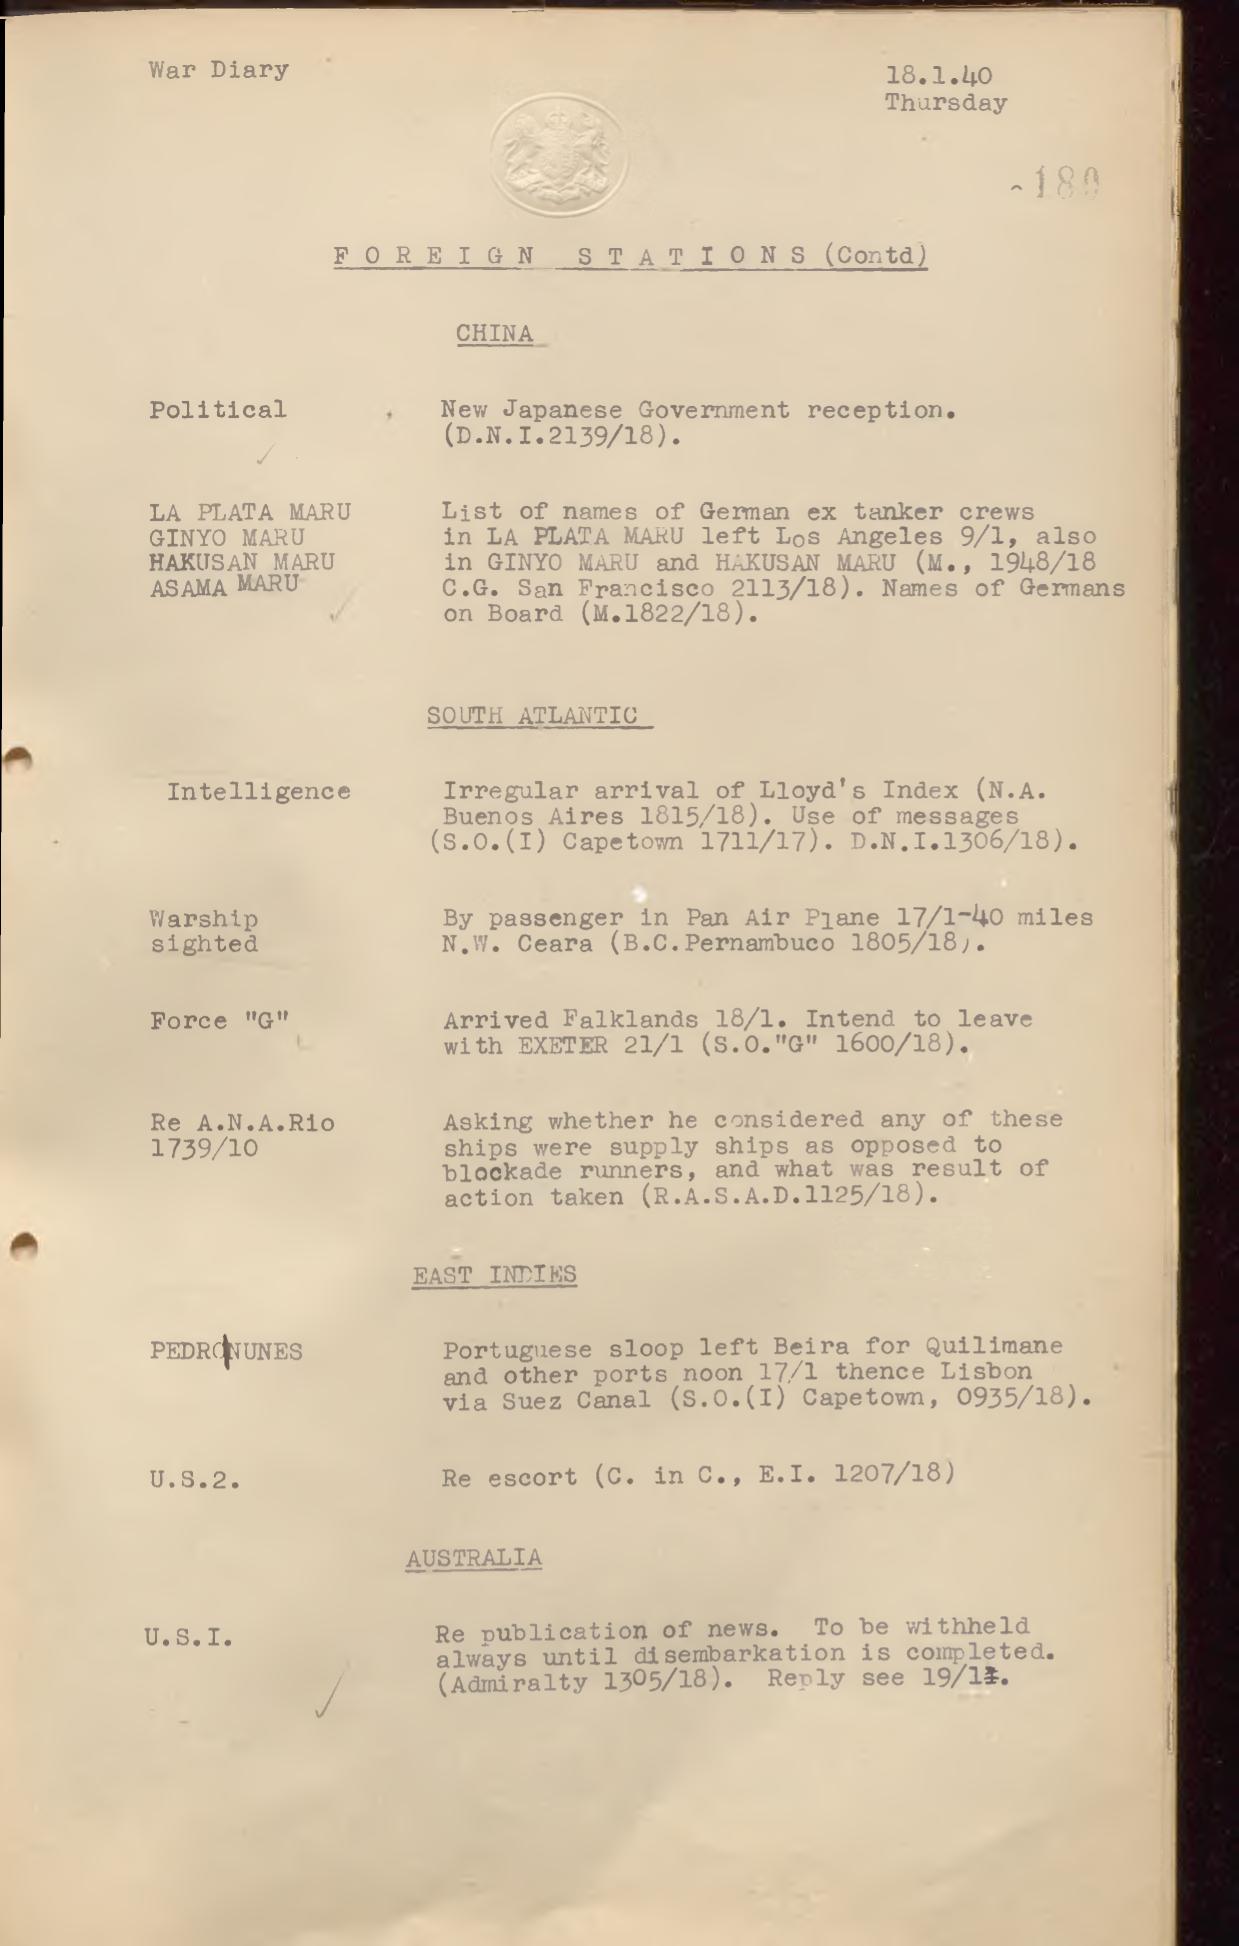 War Diary
18.1.40
Thursday
180
FOREIGN STATIONS (Contd)
CHINA
Political
New Japanese Government reception.
(D.N.I.2139/18).
LA PLATA MARU
GINYO MARU
HAKUSAN MARU
ASAMA MARU
List of names of German ex tanker crews
in LA PLATA MARU left Los Angeles 9/1, also
in GINYO MARU and HAKUSAN MARU (M., 1948/18
C.G. San Francisco 2113/18). Names of Germans
on Board (M.1822/18).
SOUTH ATLANTIC
Intelligence
Irregular arrival of Lloyd's Index (N.A.
Buenos Aires 1815/18). Use of messages
(S.O.(I) Capetown 1711/17). D.N.I.1306/18).
Warship
sighted
By passenger in Pan Air Plane 17/1-40 miles
N.W. Ceara (B.C.Pernambuco 1805/18).
Force "G"
Arrived Falklands 18/1. Intend to leave
with EXETER 21/1 (S.O."G" 1600/18).
Re A.N.A.Rio
1739/10
Asking whether he considered any of these
ships were supply ships as opposed to
blockade runners, and what was result of
action taken (R.A.S.A.D.1125/18).
EAST INDIES
PEDRO|NUNES
Portuguese sloop left Beira for Quilimane
and other ports noon 17/1 thence Lisbon
via Suez Canal (S.O.(I) Capetown, 0935/18).
U.S.2.
Re escort (C. in C., E.I. 1207/18)
AUSTRALIA
U.S.I.
Re publication of news. To be withheld
always until disembarkation is completed.
(Admiralty 1305/18). Reply see 19/1.